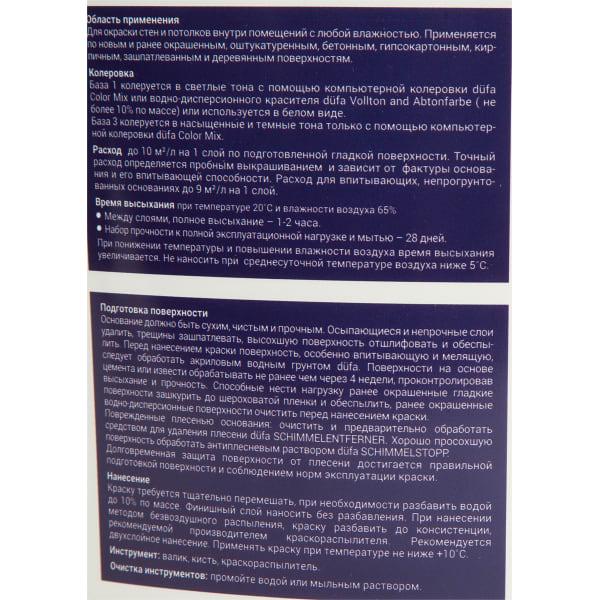 Область применения
Для окраски стен и потолков внутри помещений с любой влажностью. Применяется
по новым и ранее окрашенным, оштукатуренным, бетонным, гипсокартонным, кир-
пичным, зашпатлеванным и деревянным поверхностям.
Колеровка
База 1 колеруется в светлые тона с помощью компьютерной колеровки düfa
Color Mix или водно-дисперсионного красителя düfa Vollton and Abtonfarbe ( не
более 10% по массе) или используется в белом виде.
База 3 колеруется в насыщенные и темные тона только с помощью компьютер-
ной колеровки düfa Color Mix.
Расход до 10 м²/л на 1 слой по подготовленной гладкой поверхности. Точный
расход определяется пробным выкрашиванием и зависит от фактуры основа-
ния и его впитывающей способности. Расход для впитывающих, непрогрунто-
ванных основаниях до 9 м²/л на 1 слой.
Время высыхания при температуре 20°С и влажности воздуха 65%
• Между слоями, полное высыхание – 1-2 часа.
• Набор прочности к полной эксплуатационной нагрузке и мытью – 28 дней.
При понижении температуры и повышении влажности воздуха время высыхания
увеличивается. Не наносить при среднесуточной температуре воздуха ниже 5°С.
Подготовка поверхности
Основание должно быть сухим, чистым и прочным. Осыпающиеся и непрочные слои
удалить, трещины зашпатлевать, высохшую поверхность отшлифовать и обеспы-
лить. Перед нанесением краски поверхность, особенно впитывающую и мелящую,
следует обработать акриловым водным грунтом düfa. Поверхности на основе
цемента или извести обрабатывать не ранее чем через 4 недели, проконтролировав
высыхание и прочность. Способные нести нагрузку ранее окрашенные гладкие
поверхности зашкурить до шероховатой пленки и обеспылить, ранее окрашенные
водно-дисперсионные поверхности очистить перед нанесением краски.
Поврежденные плесенью основания: очистить и предварительно обработать
средством для удаления плесени düfa SCHIMMELENTFERNER. Хорошо просохшую
поверхность обработать антиплесневым раствором düfa SCHIMMELSTOPP.
Долговременная защита поверхности от плесени достигается правильной
подготовкой поверхности и соблюдением норм эксплуатации краски.
Нанесение
Краску требуется тщательно перемешать, при необходимости разбавить водой
до 10% по массе. Финишный слой наносить без разбавления. При нанесении
методом безвоздушного распыления, краску разбавить до консистенции,
рекомендуемой производителем краскораспылителя. Рекомендуется
двухслойное нанесение. Применять краску при температуре не ниже +10°С.
Инструмент: валик, кисть, краскораспылитель.
Очистка инструментов: промойте водой или мыльным раствором.